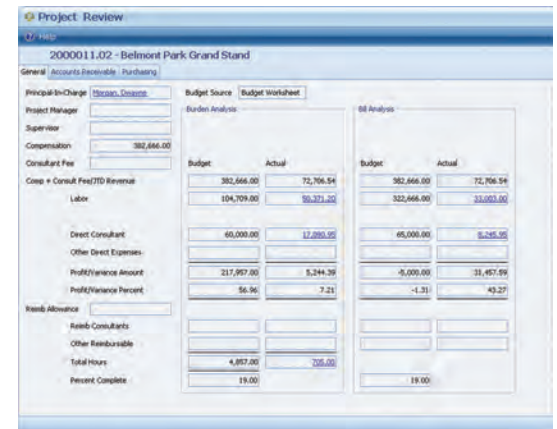 Project Review
Help
2000011.02 - Belmont Park Grand Stand
General Accounts Receivable Purchasing
Principal-In-Charge Morgan, Dwayne Budget Source Budget Worksheet
Project Manager Burden Analysis Bill Analysis
Supervisor
Compensation 382,666.00
Consultant Fee Budget Actual Budget Actual
Comp + Consult Fee/JTD Revenue 382,666.00 72,706.54 382,666.00 72,706.54
Labor 104,709.00 50,371.20 322,666.00 33,003.00
Direct Consultant 60,000.00 17,090.95 65,000.00 8,245.95
Other Direct Expenses
Profit/Variance Amount 217,957.00 5,244.39 -5,000.00 31,457.59
Profit/Variance Percent 56.96 7.21 -1.31 43.27
Reimb Allowance
Reimb Consultants
Other Reimbursable
Total Hours 4,857.00 705.00
Percent Complete 19.00 19.00